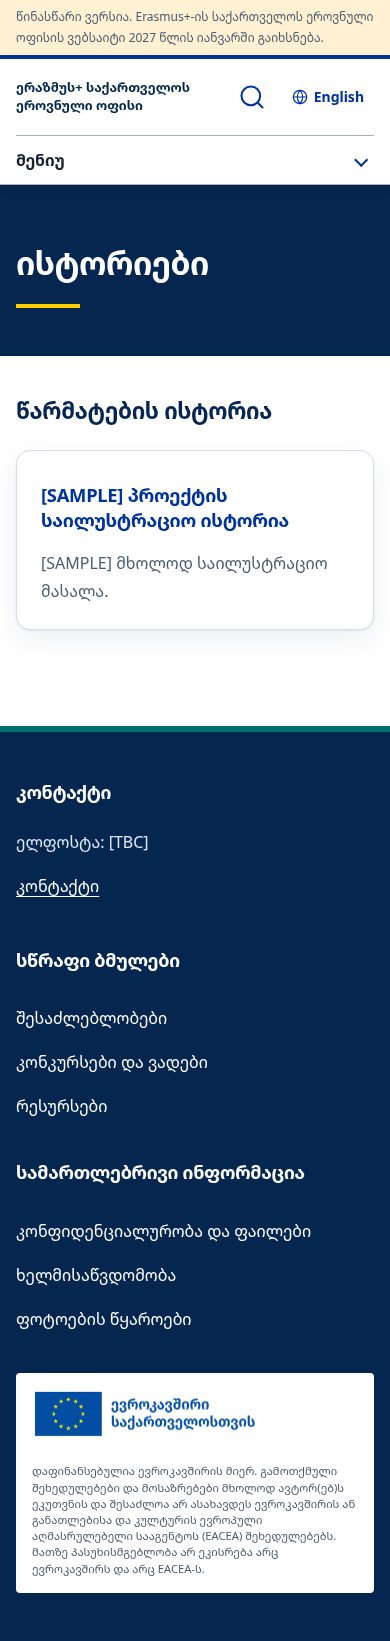 წინასწარი ვერსია. Erasmus+-ის საქართველოს ეროვნული
ოფისის ვებსაიტი 2027 წლის იანვარში გაიხსნება.
ერაზმუს+ საქართველოს
ეროვნული ოფისი
English
მენიუ
ისტორიები
წარმატების ისტორია
[SAMPLE] პროექტის
საილუსტრაციო ისტორია
[SAMPLE] მხოლოდ საილუსტრაციო
მასალა.
კონტაქტი
ელფოსტა: [TBC]
კონტაქტი
სწრაფი ბმულები
შესაძლებლობები
კონკურსები და ვადები
რესურსები
სამართლებრივი ინფორმაცია
კონფიდენციალურობა და ფაილები
ხელმისაწვდომობა
ფოტოების წყაროები
ევროკავშირი
საქართველოსთვის
დაფინანსებულია ევროკავშირის მიერ. გამოთქმული
შეხედულებები და მოსაზრებები მხოლოდ ავტორ(ებ)ს
ეკუთვნის და შესაძლოა არ ასახავდეს ევროკავშირის ან
განათლებისა და კულტურის ევროპული
აღმასრულებელი სააგენტოს (EACEA) შეხედულებებს.
მათზე პასუხისმგებლობა არ ეკისრება არც
ევროკავშირს და არც EACEA-ს.